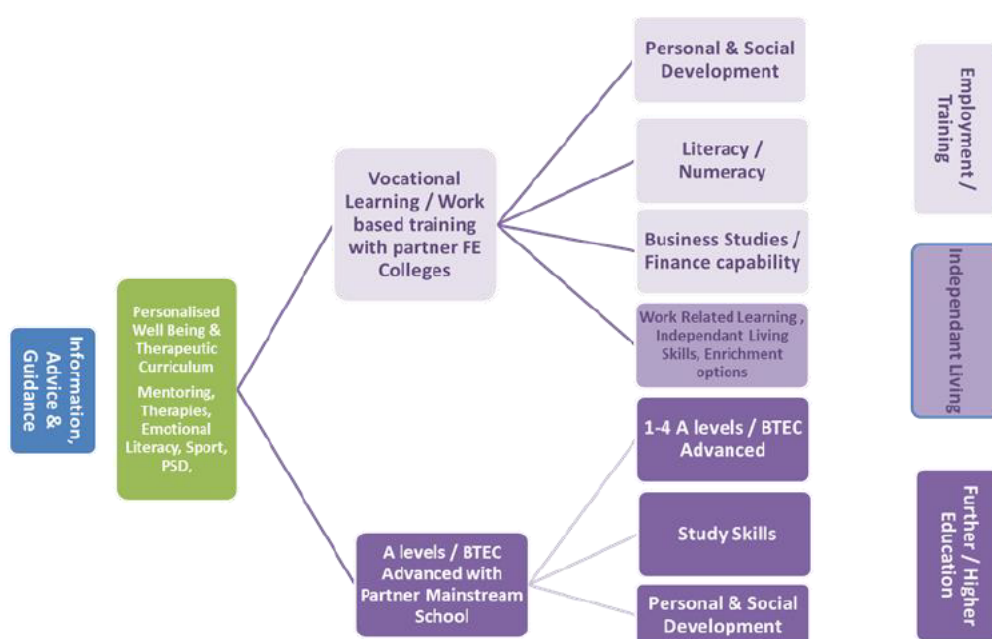 Information,
Advice &
Guidance
Personalised
Well Being &
Therapeutic
Curriculum
Mentoring,
Therapies,
Emotional
Literacy, Sport,
PSD,
Vocational
Learning / Work
based training
with partner FE
Colleges
A levels / BTEC
Advanced with
Partner Mainstream
School
Personal & Social
Development
Literacy /
Numeracy
Business Studies /
Finance capability
Work Related Learning ,
Independant Living
Skills, Enrichment
options
1-4 A levels / BTEC
Advanced
Study Skills
Personal & Social
Development
Employment /
Training
Independant Living
Further / Higher
Education